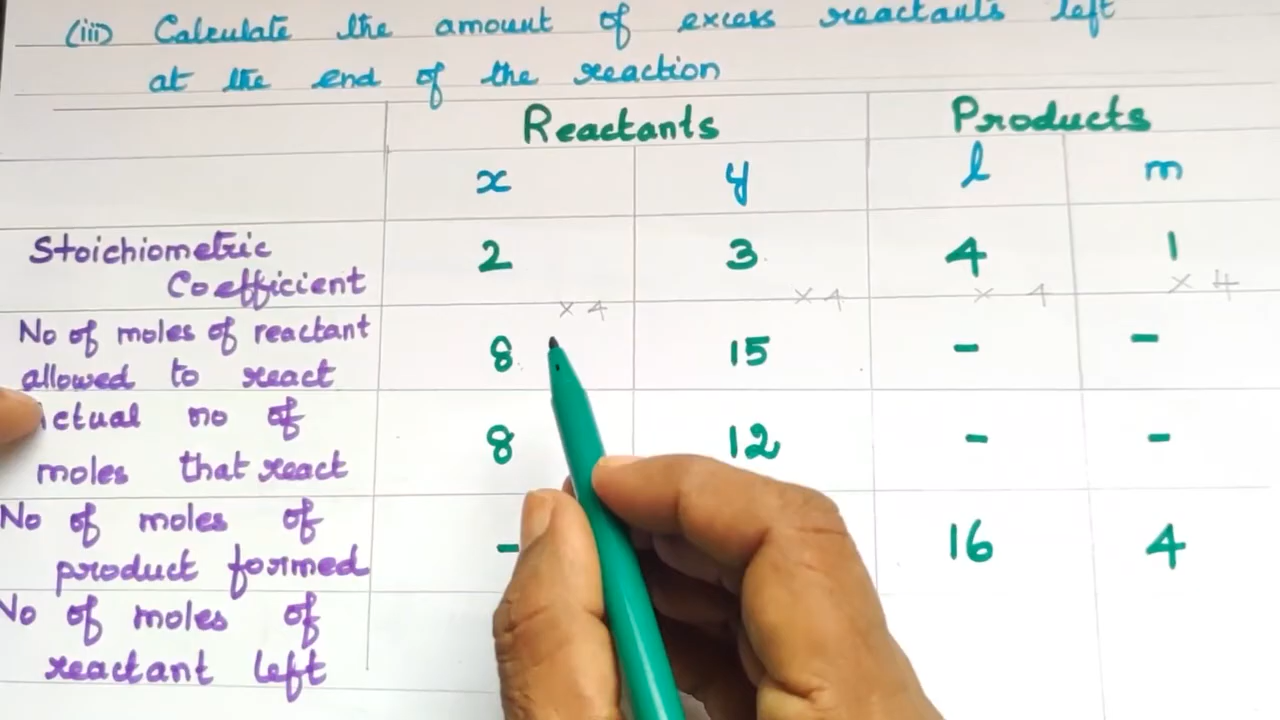 (iii) Calculate the amount of excess reactants left
at the end of the reaction
Reactants Products
x y l m
Stoichiometric
Coefficient
2 3 4 1
× 4 × 4 × 4 × 4
No of moles of reactant
allowed to react
8 15 - -
Actual no of
moles that react
8 12 - -
No of moles of
product formed
- 16 4
No of moles of
reactant left